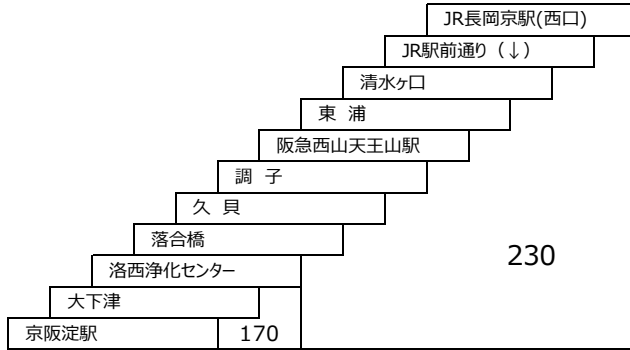 JR長岡京駅(西口)
JR駅前通り（↓）
清水ヶ口
東 浦
阪急西山天王山駅
調 子
久 貝
落合橋
230
洛西浄化センター
大下津
京阪淀駅 170